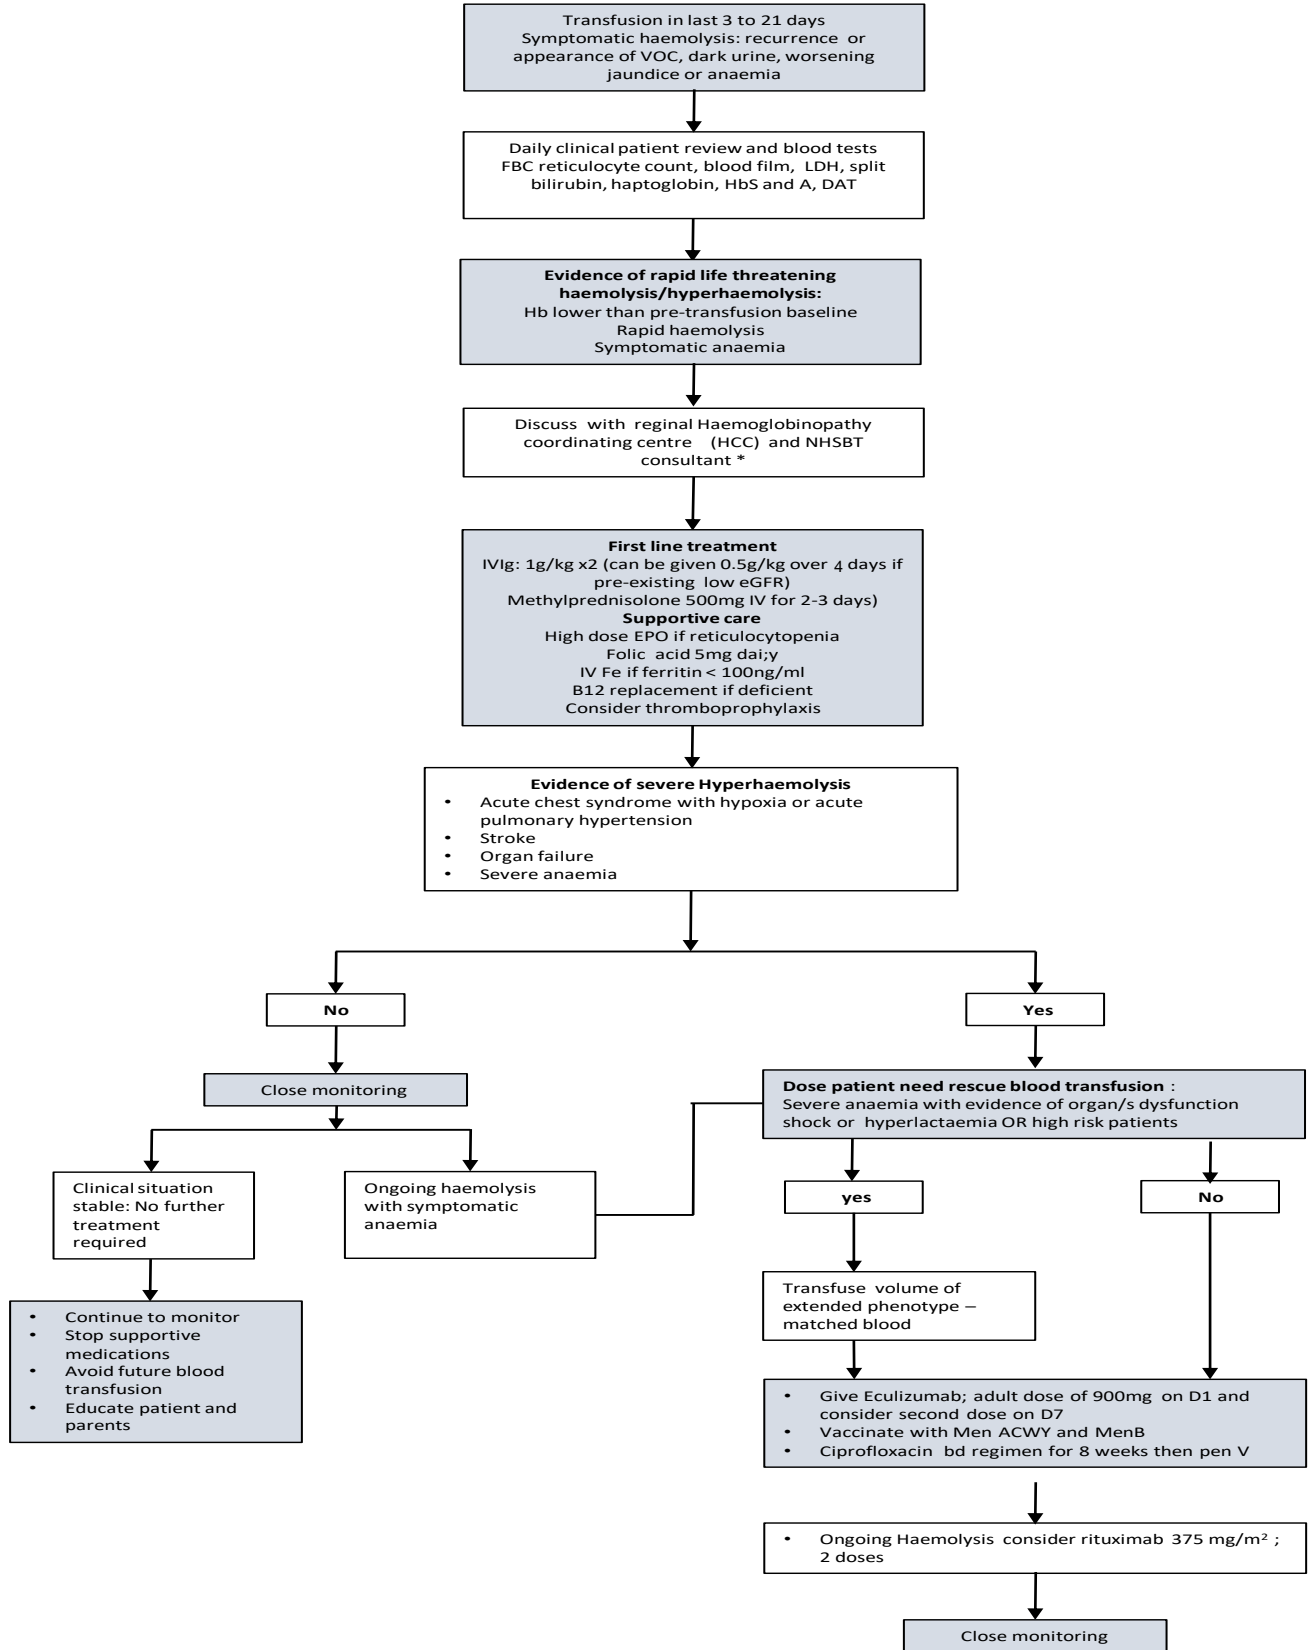 Transfusion in last 3 to 21 days
Symptomatic haemolysis: recurrence or
appearance of VOC, dark urine, worsening
jaundice or anaemia
Daily clinical patient review and blood tests
FBC reticulocyte count, blood film, LDH, split
bilirubin, haptoglobin, HbS and A, DAT
Evidence of rapid life threatening
haemolysis/hyperhaemolysis:
Hb lower than pre-transfusion baseline
Rapid haemolysis
Symptomatic anaemia
Discuss with reginal Haemoglobinopathy
coordinating centre (HCC) and NHSBT
consultant *
First line treatment
IVIg: 1g/kg x2 (can be given 0.5g/kg over 4 days if
pre-existing low eGFR)
Methylprednisolone 500mg IV for 2-3 days)
Supportive care
High dose EPO if reticulocytopenia
Folic acid 5mg dai;y
IV Fe if ferritin < 100ng/ml
B12 replacement if deficient
Consider thromboprophylaxis
Evidence of severe Hyperhaemolysis
• Acute chest syndrome with hypoxia or acute
pulmonary hypertension
• Stroke
• Organ failure
• Severe anaemia
No
Yes
Close monitoring
Dose patient need rescue blood transfusion :
Severe anaemia with evidence of organ/s dysfunction
shock or hyperlactaemia OR high risk patients
Clinical situation
stable: No further
treatment
required
Ongoing haemolysis
with symptomatic
anaemia
yes
No
Transfuse volume of
extended phenotype –
matched blood
• Continue to monitor
• Stop supportive
medications
• Avoid future blood
transfusion
• Educate patient and
parents
• Give Eculizumab; adult dose of 900mg on D1 and
consider second dose on D7
• Vaccinate with Men ACWY and MenB
• Ciprofloxacin bd regimen for 8 weeks then pen V
• Ongoing Haemolysis consider rituximab 375 mg/m² ;
2 doses
Close monitoring